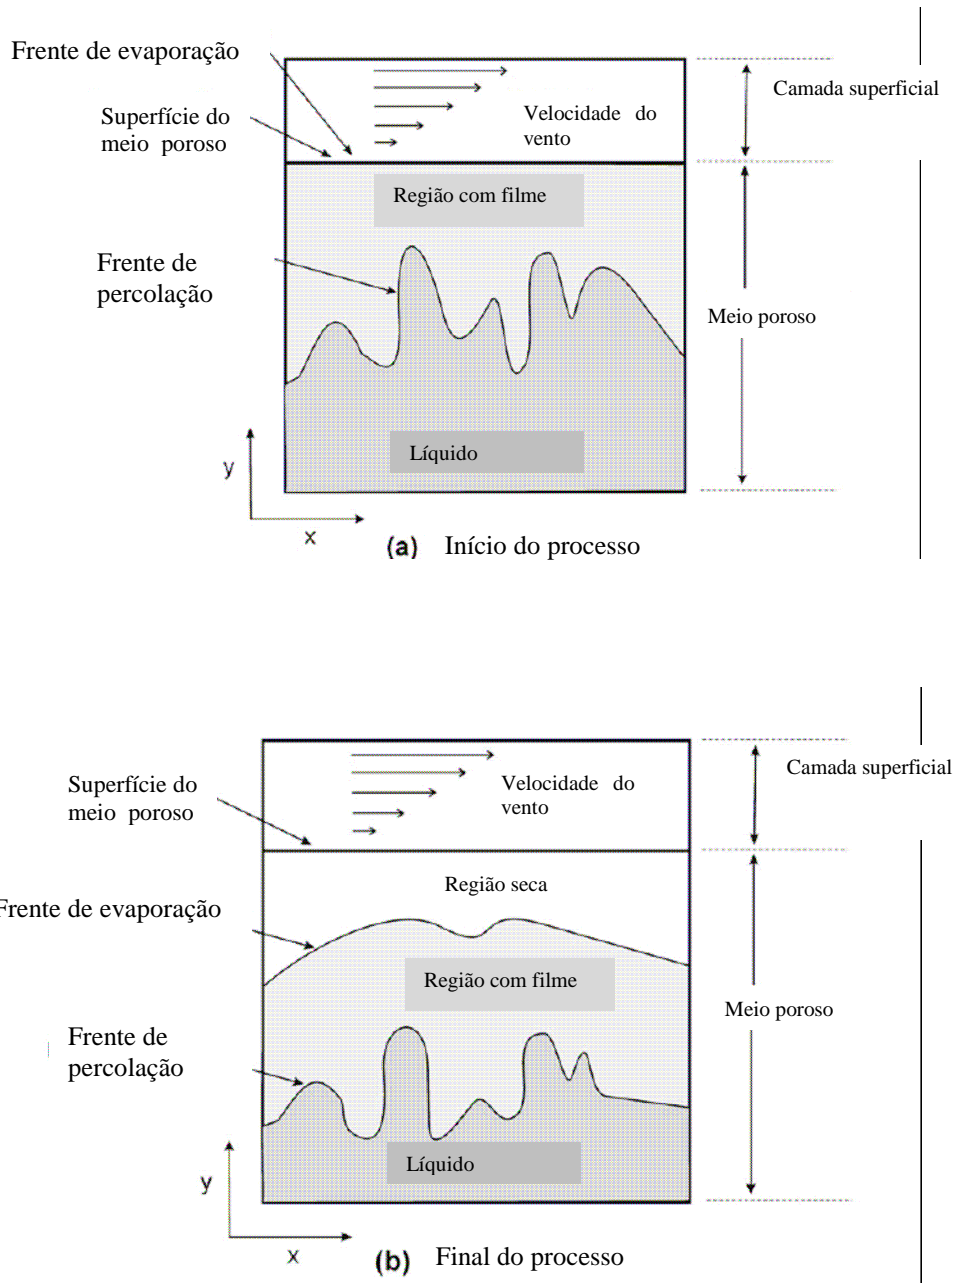 Frente de evaporação
Camada superficial
Superfície do
meio poroso
Velocidade do
vento
Região com filme
Frente de
percolação
Meio poroso
Líquido
y
x
(a) Início do processo
Superfície do
meio poroso
Velocidade do
vento
Camada superficial
Região seca
Frente de evaporação
Região com filme
Meio poroso
Frente de
percolação
Líquido
y
x
(b) Final do processo